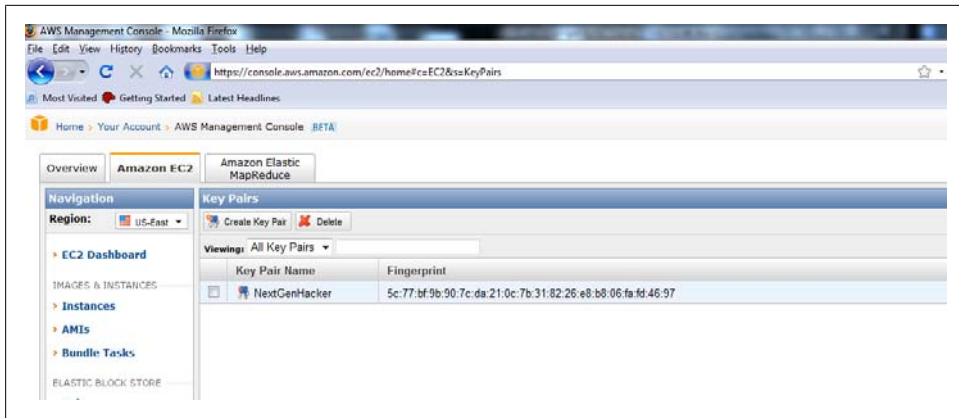 AWS Management Console - Mozilla Firefox
File Edit View History Bookmarks Tools Help
https://console.aws.amazon.com/ec2/home#c=EC2&s=KeyPairs
Most Visited Getting Started Latest Headlines
Home > Your Account > AWS Management Console BETA
Overview Amazon EC2 Amazon Elastic MapReduce
Navigation Key Pairs
Region: US-East Create Key Pair Delete
Viewing: All Key Pairs
EC2 Dashboard
Key Pair Name Fingerprint
IMAGES & INSTANCES
NextGenHacker 5c:77:bf:9b:90:7c:da:21:0c:7b:31:82:26:e8:b8:06:fa:fd:46:97
Instances
AMIs
Bundle Tasks
ELASTIC BLOCK STORE